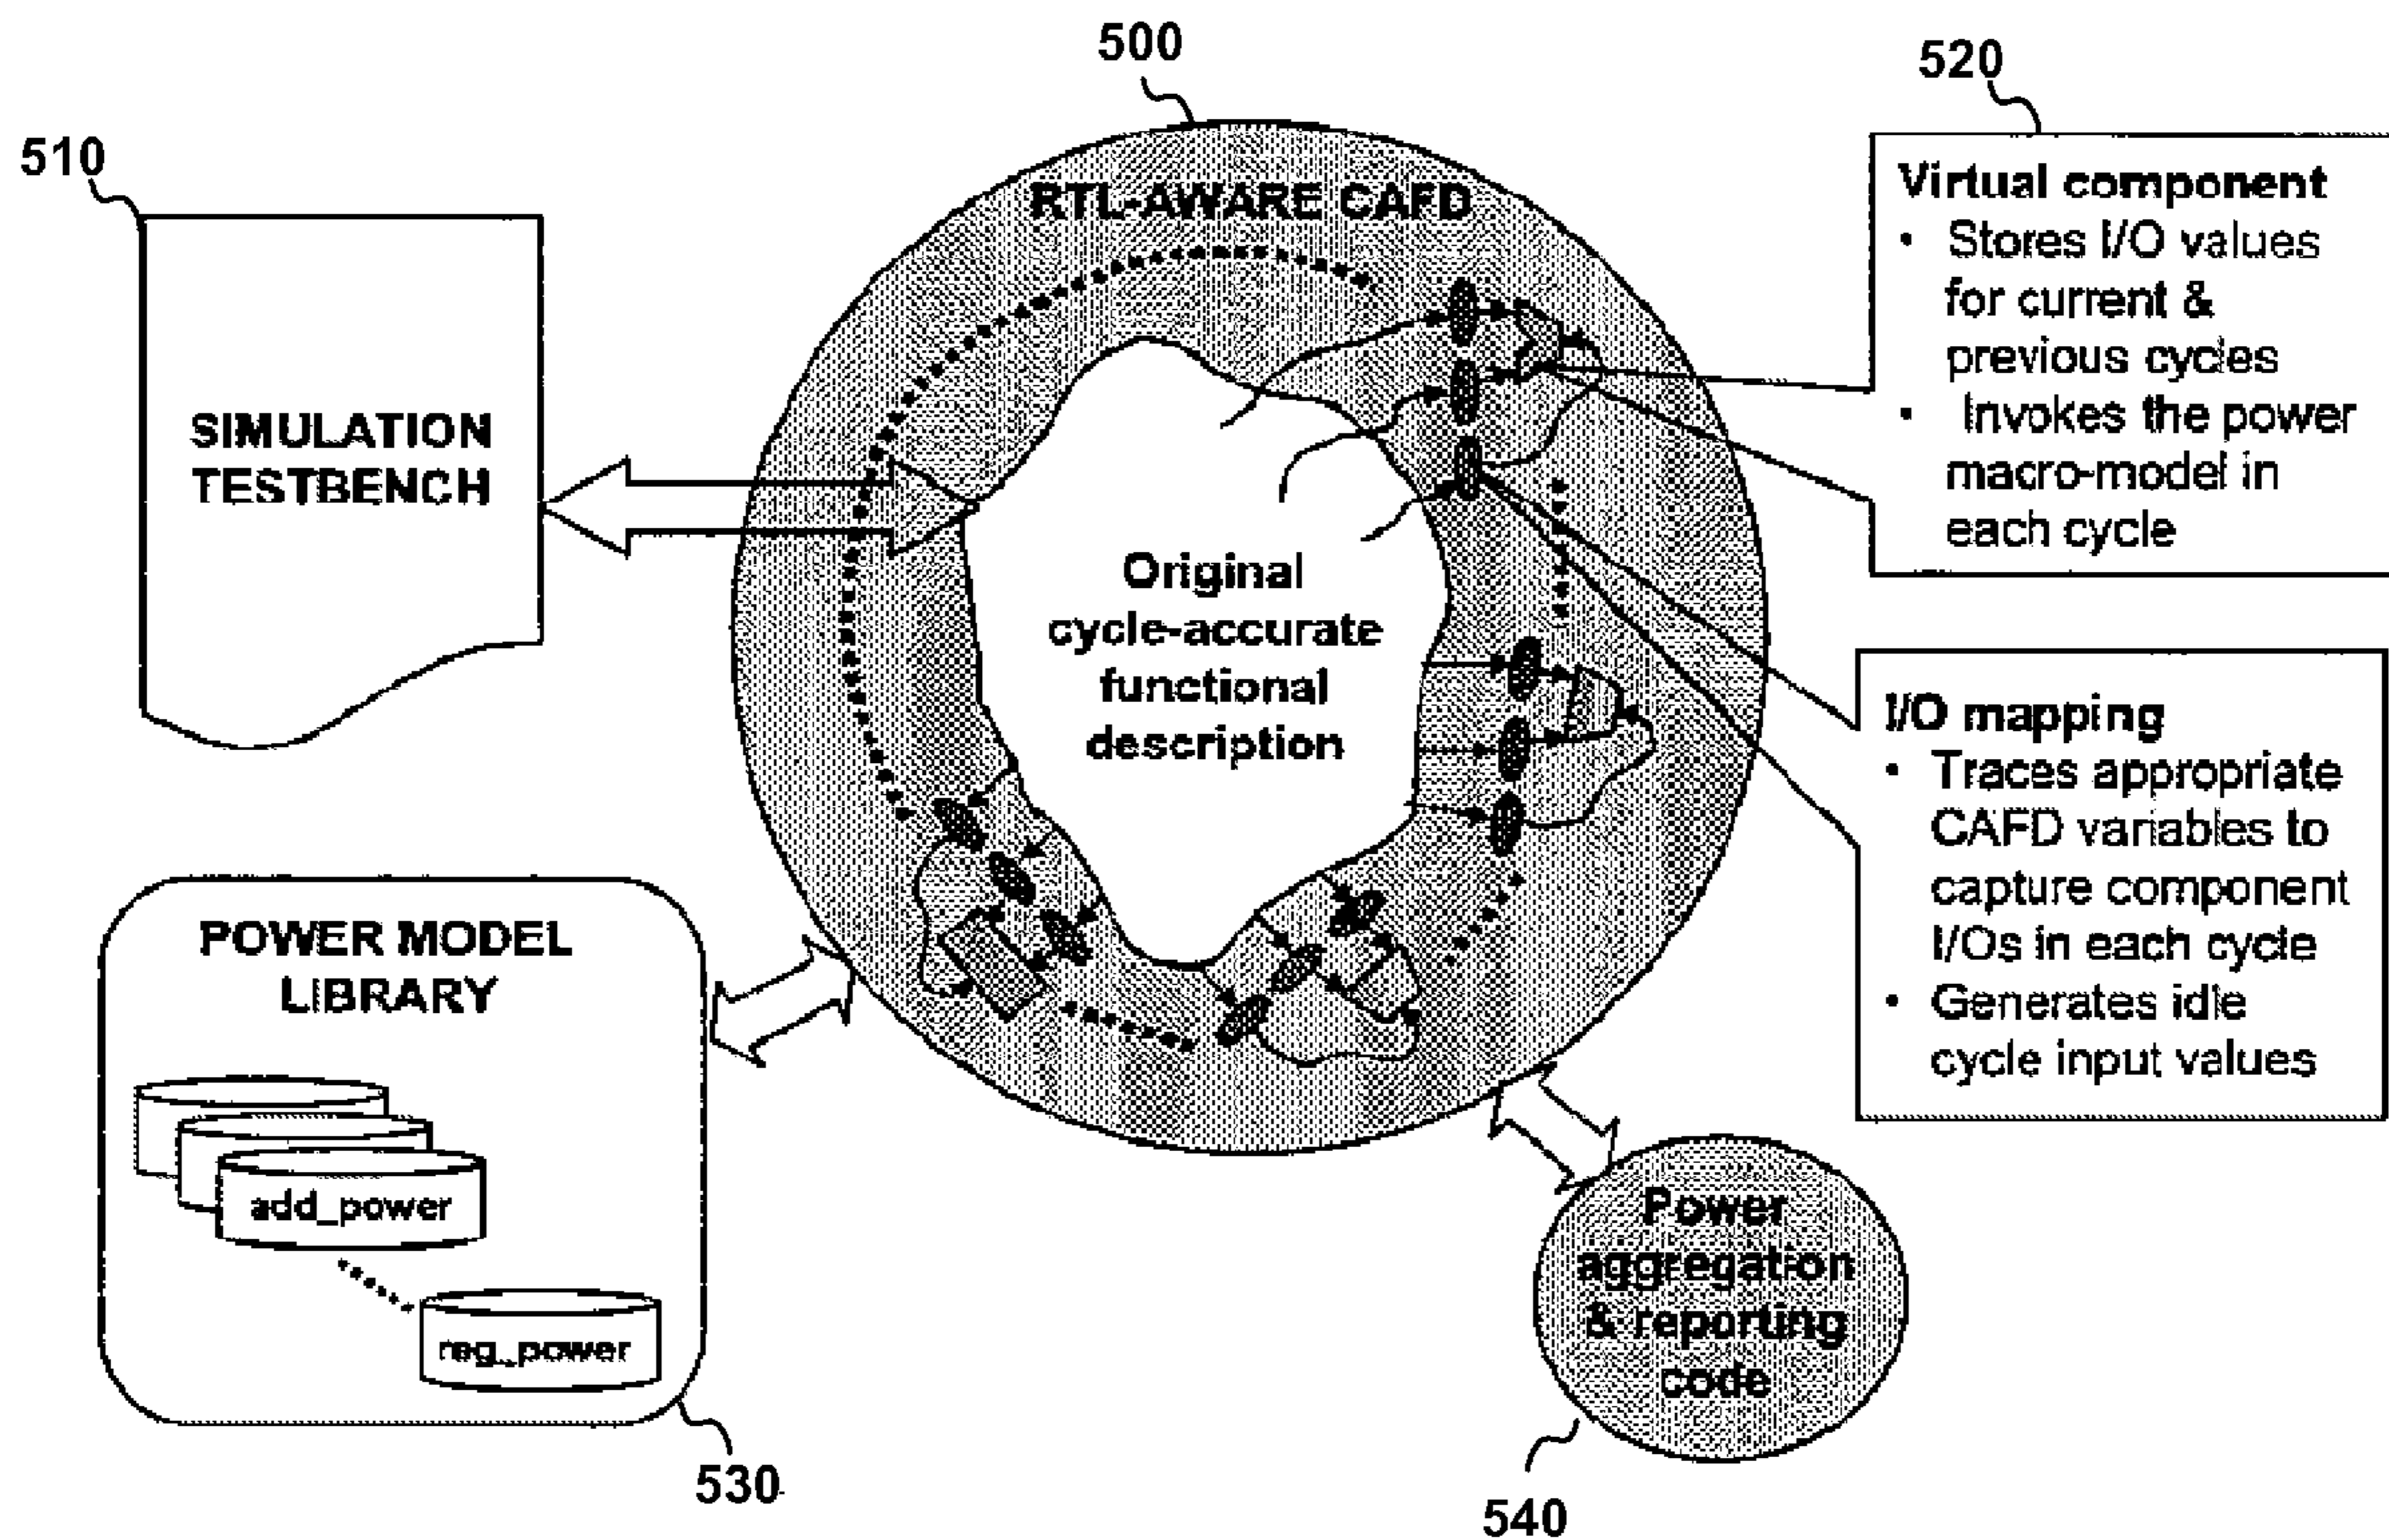 500
520
510
RTL-AWARE CAFD
Virtual component
• Stores I/O values
for current &
previous cycles
• Invokes the power
macro-model in
each cycle
SIMULATION
TESTBENCH
Original
cycle-accurate
functional
description
I/O mapping
• Traces appropriate
CAFD variables to
capture component
I/Os in each cycle
• Generates idle
cycle input values
POWER MODEL
LIBRARY
add_power
reg_power
Power
aggregation
& reporting
code
530
540